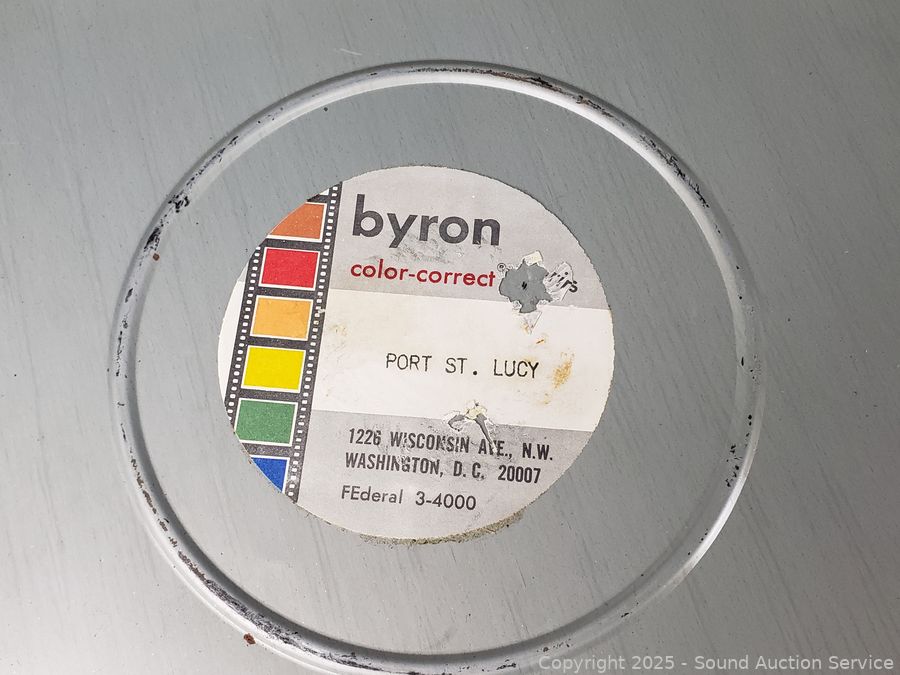 byron
color-correct®
PORT ST. LUCY
1226 WISCONSIN AVE., N.W.
WASHINGTON, D.C. 20007
FEderal 3-4000
Copyright 2025 - Sound Auction Service